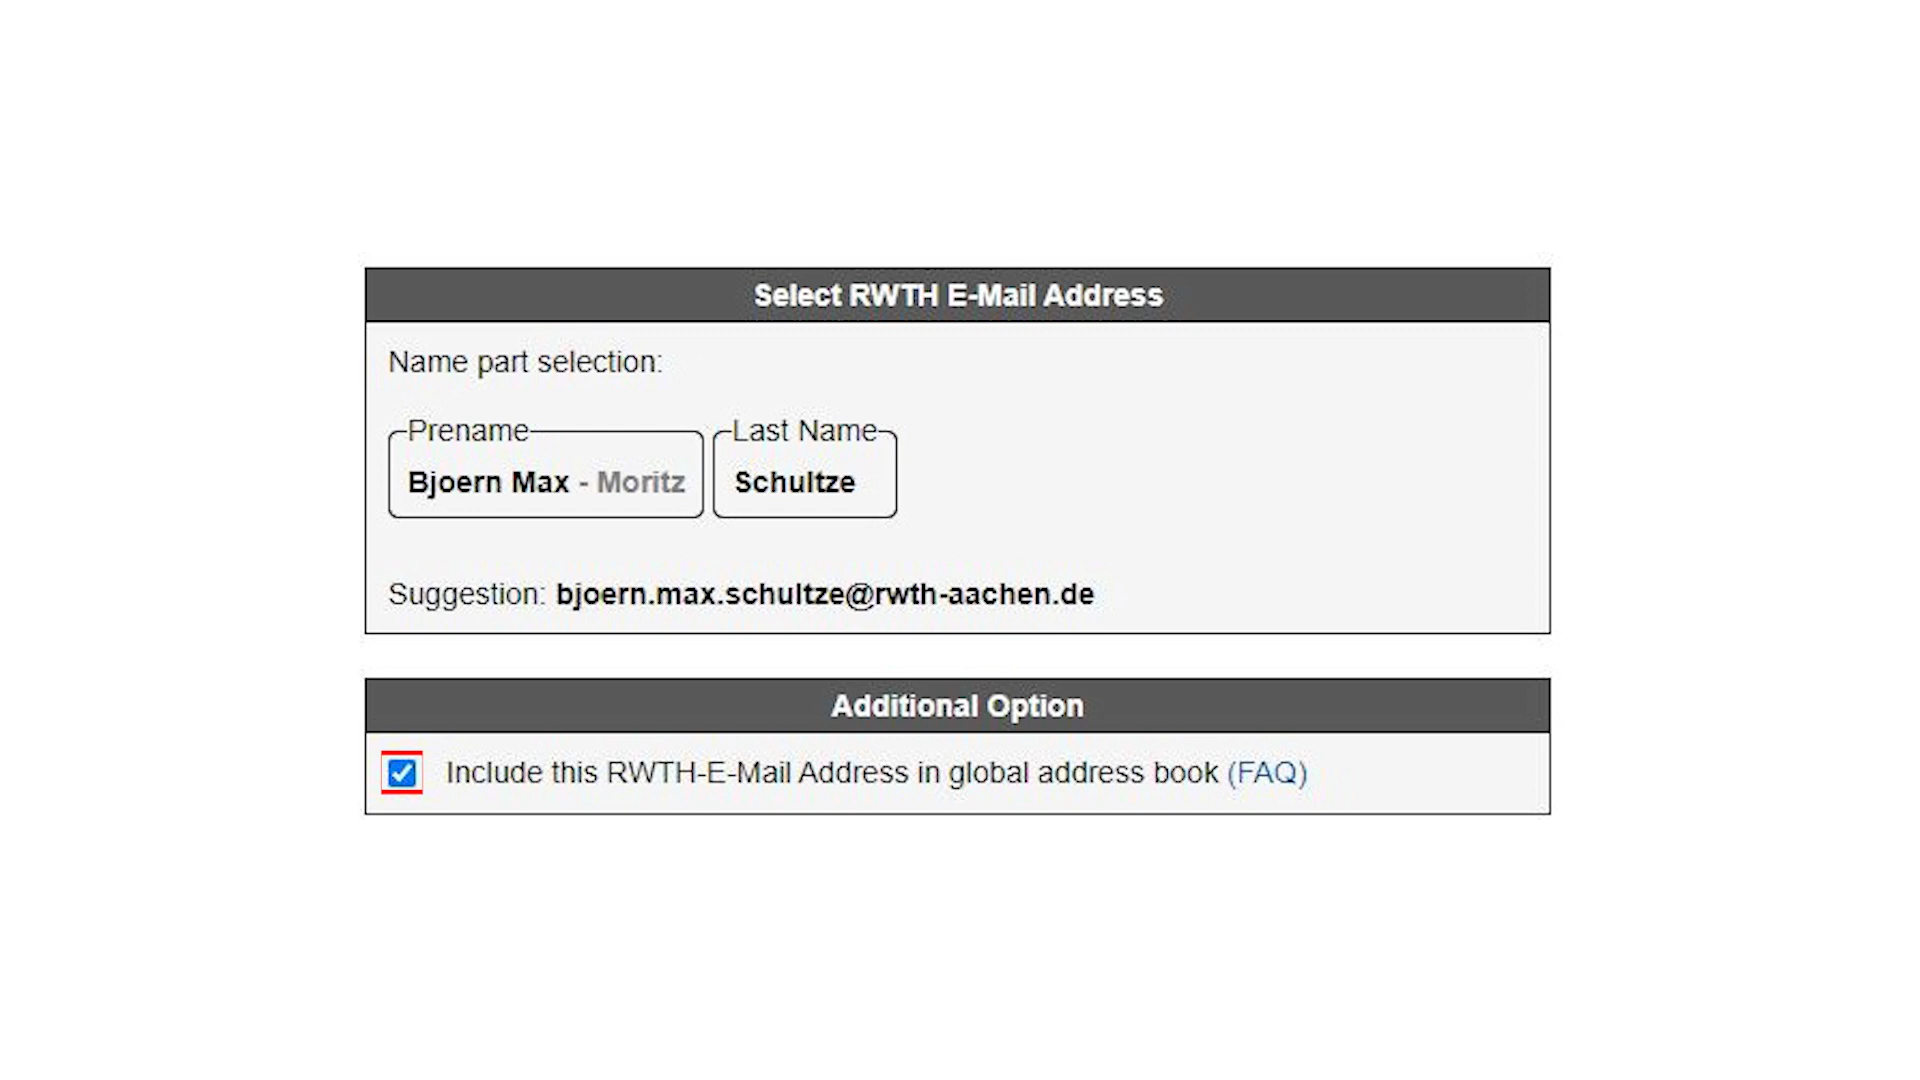 Select RWTH E-Mail Address
Name part selection:
Prename Last Name
Bjoern Max - Moritz Schultze
Suggestion: bjoern.max.schultze@rwth-aachen.de
Additional Option
Include this RWTH-E-Mail Address in global address book (FAQ)